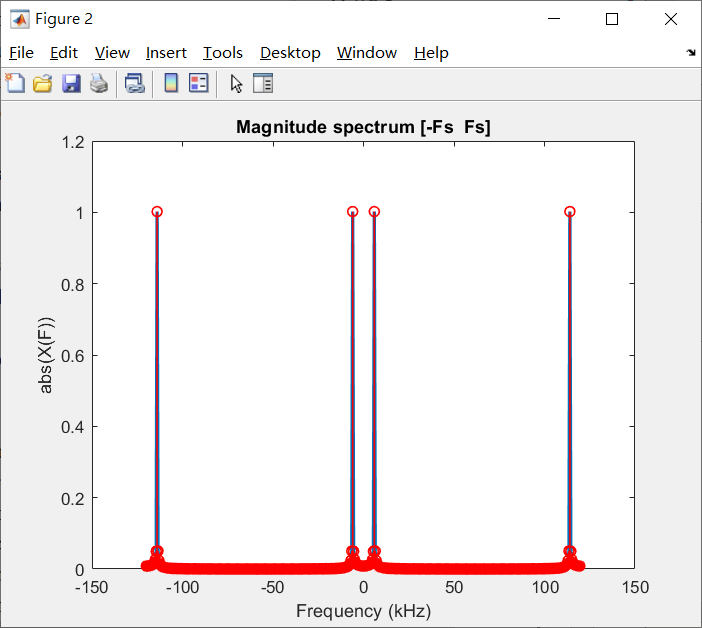 Figure 2
File Edit View Insert Tools Desktop Window Help
Magnitude spectrum [-Fs  Fs]
1.2
1
0.8
0.6
0.4
0.2
0
abs(X(F))
-150 -100 -50 0 50 100 150
Frequency (kHz)